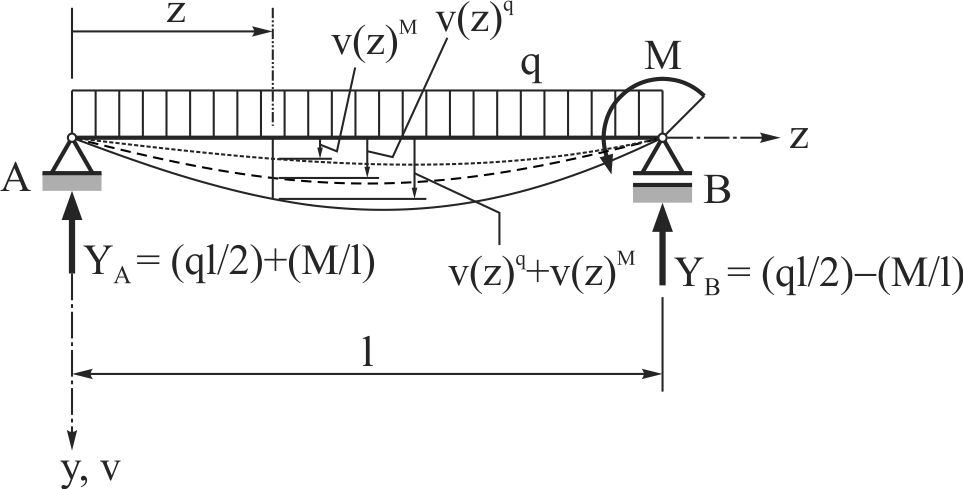 z
v(z)ᴹ
v(z)^q
q
M
z
A
B
Y_A = (ql/2)+(M/l)
v(z)^q+v(z)ᴹ
Y_B = (ql/2)–(M/l)
l
y, v